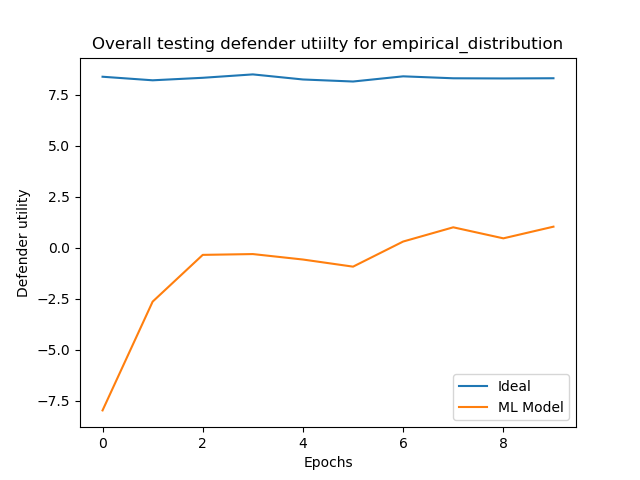 Overall testing defender utiilty for empirical_distribution
7.5
5.0
2.5
0.0
−2.5
−5.0
−7.5
Defender utility
0 2 4 6 8
Epochs
Ideal
ML Model